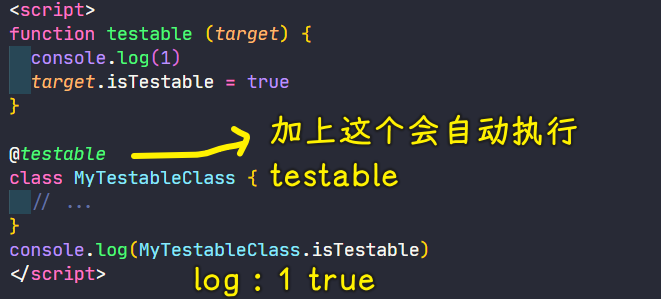 <script>
function testable (target) {
console.log(1)
target.isTestable = true
}
加上这个会自动执行
@testable
testable
class MyTestableClass {
// ...
}
console.log(MyTestableClass.isTestable)
</script>
log : 1 true